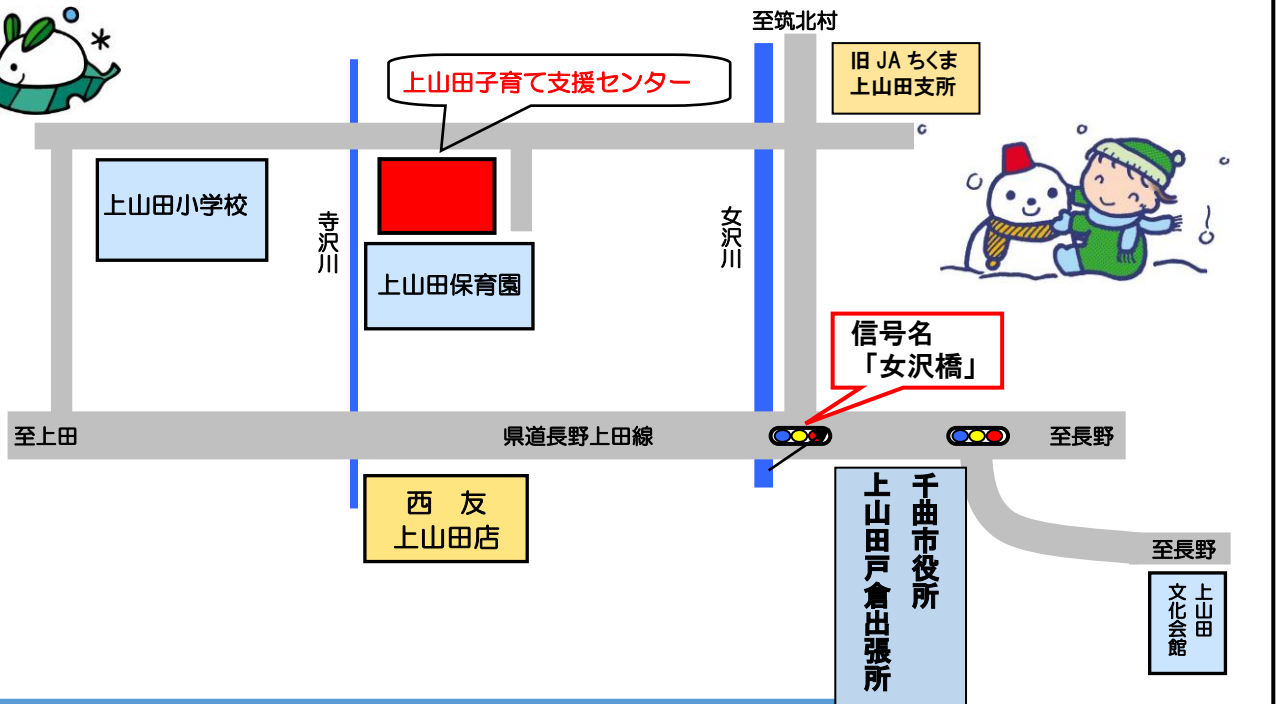 至筑北村
旧 JA ちくま
上山田支所
上山田子育て支援センター
上山田小学校
寺沢川
女沢川
上山田保育園
信号名
「女沢橋」
至上田
県道長野上田線
至長野
西　友
上山田店
千曲市役所
上山田戸倉出張所
至長野
上山田
文化会館